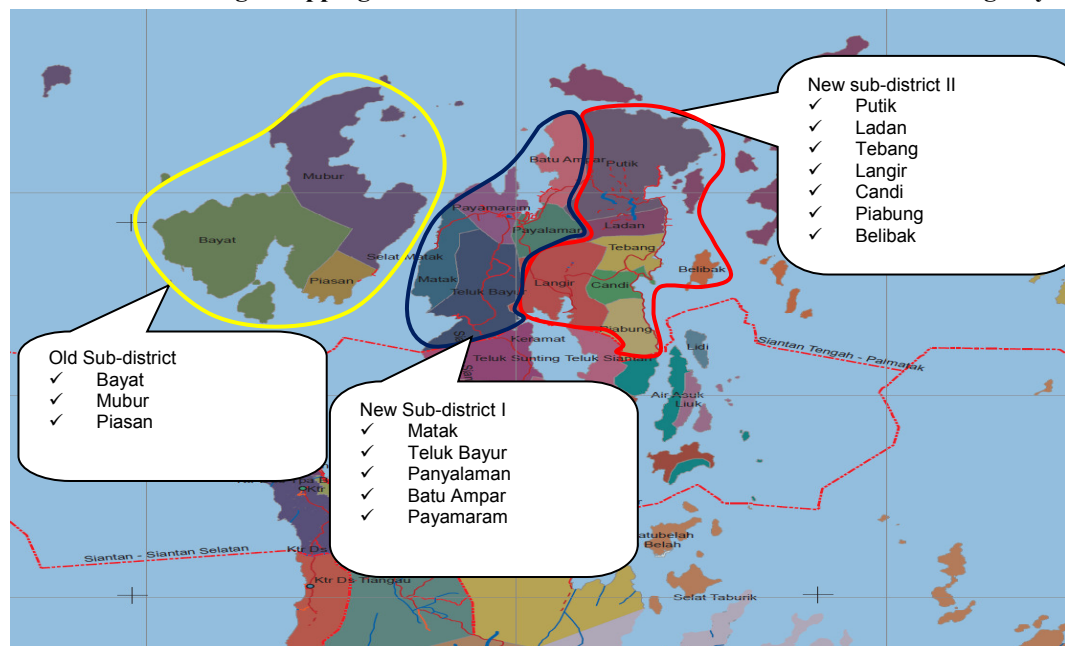 New sub-district II
✓ Putik
✓ Ladan
✓ Tebang
✓ Langir
✓ Candi
✓ Piabung
✓ Belibak
Old Sub-district
✓ Bayat
✓ Mubur
✓ Piasan
New Sub-district I
✓ Matak
✓ Teluk Bayur
✓ Panyalaman
✓ Batu Ampar
✓ Payamaram
Batu Ampar
Putik
Mubur
Payamaram
Payalaman
Ladan
Bayat
Tebang
Selat Matak
Belibak
Piasan
Matak
Teluk Bayur
Langir
Candi
Piabung
Keramat
Teluk Sunting
Teluk Siantan
Lidi
Siantan Tengah - Palmatak
Air Asuk
Liuk
Belah
Siantan - Siantan Selatan
Ktr Ds
Ktr Ds Tiangau
Selat Taburik